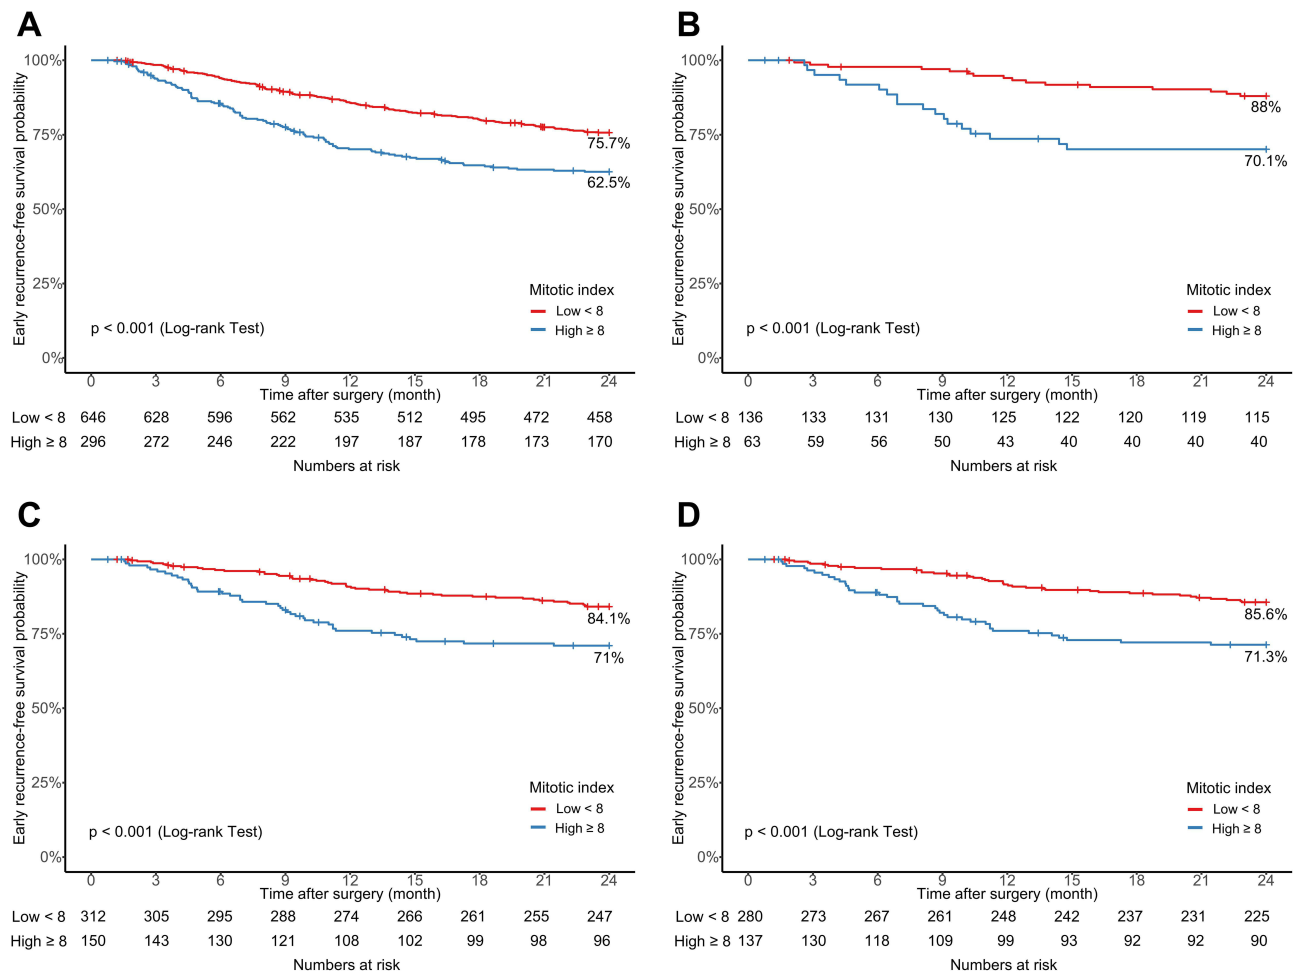 A
Early recurrence-free survival probability
100%
75%
50%
25%
0%
75.7%
62.5%
Mitotic index
Low < 8
High ≥ 8
p < 0.001 (Log-rank Test)
0 3 6 9 12 15 18 21 24
Time after surgery (month)
Low < 8 646 628 596 562 535 512 495 472 458
High ≥ 8 296 272 246 222 197 187 178 173 170
Numbers at risk
B
Early recurrence-free survival probability
100%
75%
50%
25%
0%
88%
70.1%
Mitotic index
Low < 8
High ≥ 8
p < 0.001 (Log-rank Test)
0 3 6 9 12 15 18 21 24
Time after surgery (month)
Low < 8 136 133 131 130 125 122 120 119 115
High ≥ 8 63 59 56 50 43 40 40 40 40
Numbers at risk
C
Early recurrence-free survival probability
100%
75%
50%
25%
0%
84.1%
71%
Mitotic index
Low < 8
High ≥ 8
p < 0.001 (Log-rank Test)
0 3 6 9 12 15 18 21 24
Time after surgery (month)
Low < 8 312 305 295 288 274 266 261 255 247
High ≥ 8 150 143 130 121 108 102 99 98 96
Numbers at risk
D
Early recurrence-free survival probability
100%
75%
50%
25%
0%
85.6%
71.3%
Mitotic index
Low < 8
High ≥ 8
p < 0.001 (Log-rank Test)
0 3 6 9 12 15 18 21 24
Time after surgery (month)
Low < 8 280 273 267 261 248 242 237 231 225
High ≥ 8 137 130 118 109 99 93 92 92 90
Numbers at risk